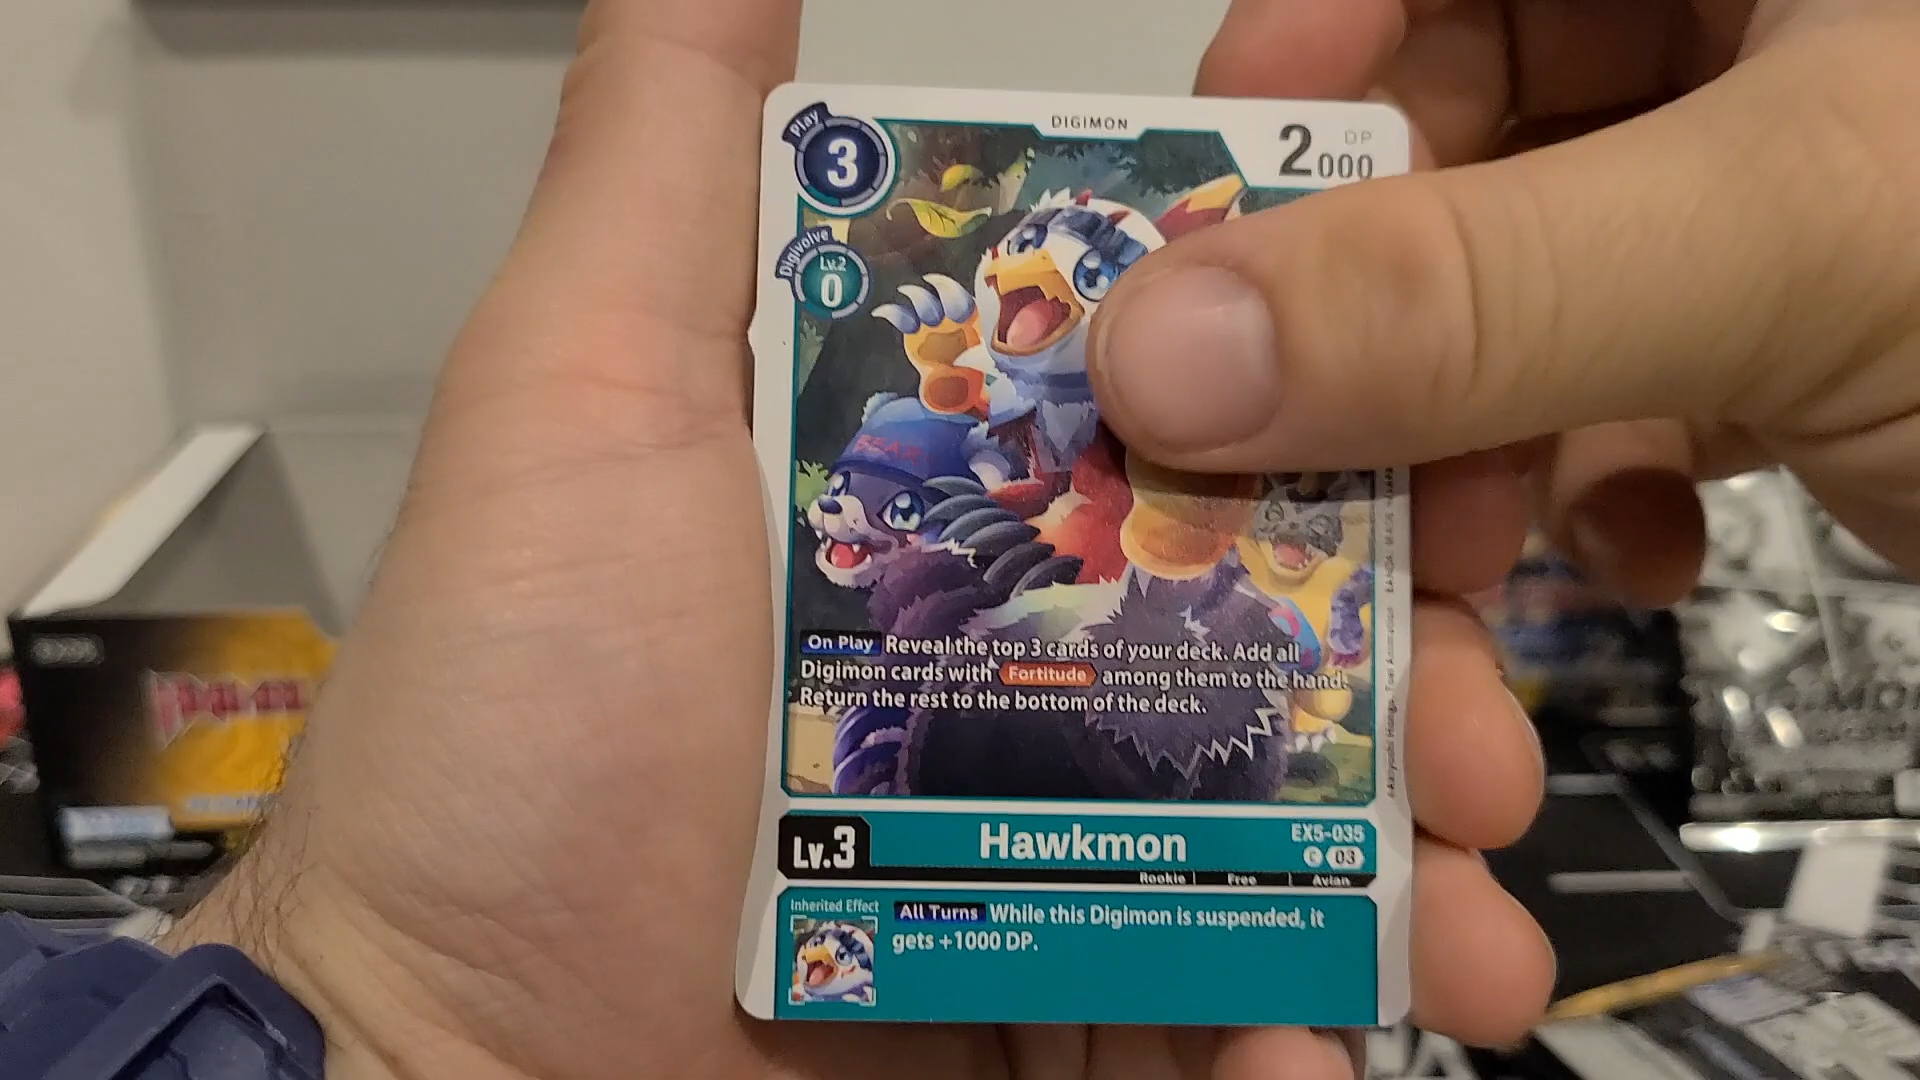 DIGIMON
Play
3
DP
2000
Digivolve
Lv.2
0
BEAR
On Play Reveal the top 3 cards of your deck. Add all
Digimon cards with Fortitude among them to the hand.
Return the rest to the bottom of the deck.
Lv.3
Hawkmon
EX5-035
C 03
Rookie | Free | Avian
Inherited Effect
All Turns While this Digimon is suspended, it
gets +1000 DP.